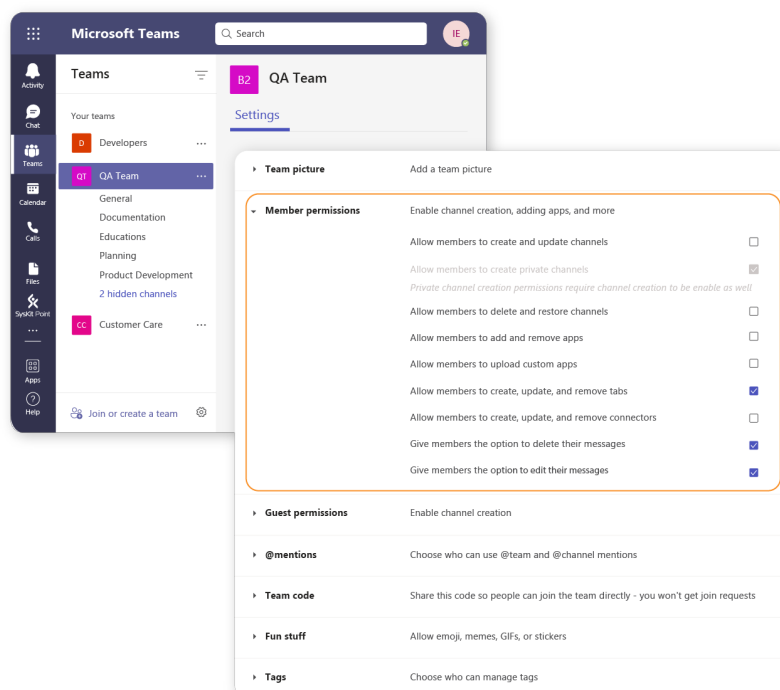 Microsoft Teams
Search
IE
Activity
Chat
Teams
Calendar
Calls
Files
SysKit Point
Apps
Help
Teams
Your teams
D Developers
QT QA Team
General
Documentation
Educations
Planning
Product Development
2 hidden channels
CC Customer Care
Join or create a team
B2 QA Team
Settings
Team picture Add a team picture
Member permissions Enable channel creation, adding apps, and more
Allow members to create and update channels
Allow members to create private channels
Private channel creation permissions require channel creation to be enable as well
Allow members to delete and restore channels
Allow members to add and remove apps
Allow members to upload custom apps
Allow members to create, update, and remove tabs
Allow members to create, update, and remove connectors
Give members the option to delete their messages
Give members the option to edit their messages
Guest permissions Enable channel creation
@mentions Choose who can use @team and @channel mentions
Team code Share this code so people can join the team directly - you won't get join requests
Fun stuff Allow emoji, memes, GIFs, or stickers
Tags Choose who can manage tags